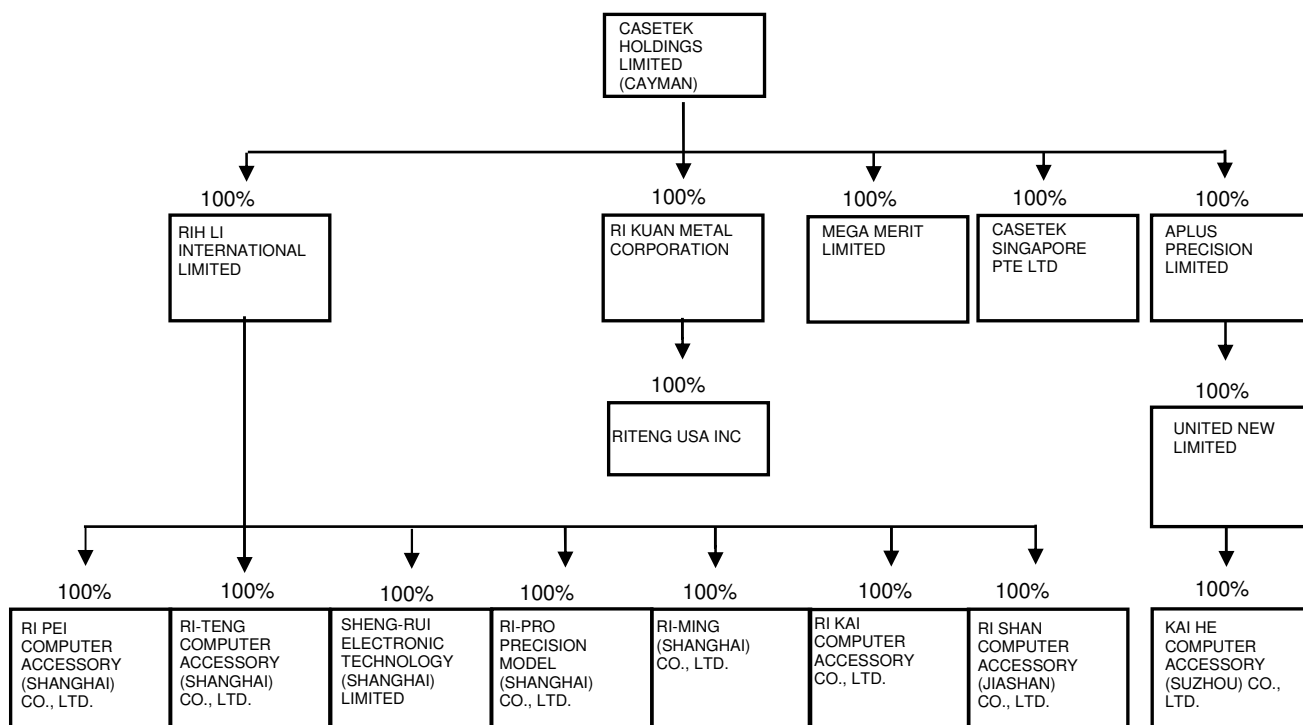 CASETEK
HOLDINGS
LIMITED
(CAYMAN)
100%
100%
100%
100%
100%
RIH LI
INTERNATIONAL
LIMITED
RI KUAN METAL
CORPORATION
MEGA MERIT
LIMITED
CASETEK
SINGAPORE
PTE LTD
APLUS
PRECISION
LIMITED
100%
100%
RITENG USA INC
UNITED NEW
LIMITED
100%
100%
100%
100%
100%
100%
100%
100%
RI PEI
COMPUTER
ACCESSORY
(SHANGHAI)
CO., LTD.
RI-TENG
COMPUTER
ACCESSORY
(SHANGHAI)
CO., LTD.
SHENG-RUI
ELECTRONIC
TECHNOLOGY
(SHANGHAI)
LIMITED
RI-PRO
PRECISION
MODEL
(SHANGHAI)
CO., LTD.
RI-MING
(SHANGHAI)
CO., LTD.
RI KAI
COMPUTER
ACCESSORY
CO., LTD.
RI SHAN
COMPUTER
ACCESSORY
(JIASHAN)
CO., LTD.
KAI HE
COMPUTER
ACCESSORY
(SUZHOU) CO.,
LTD.